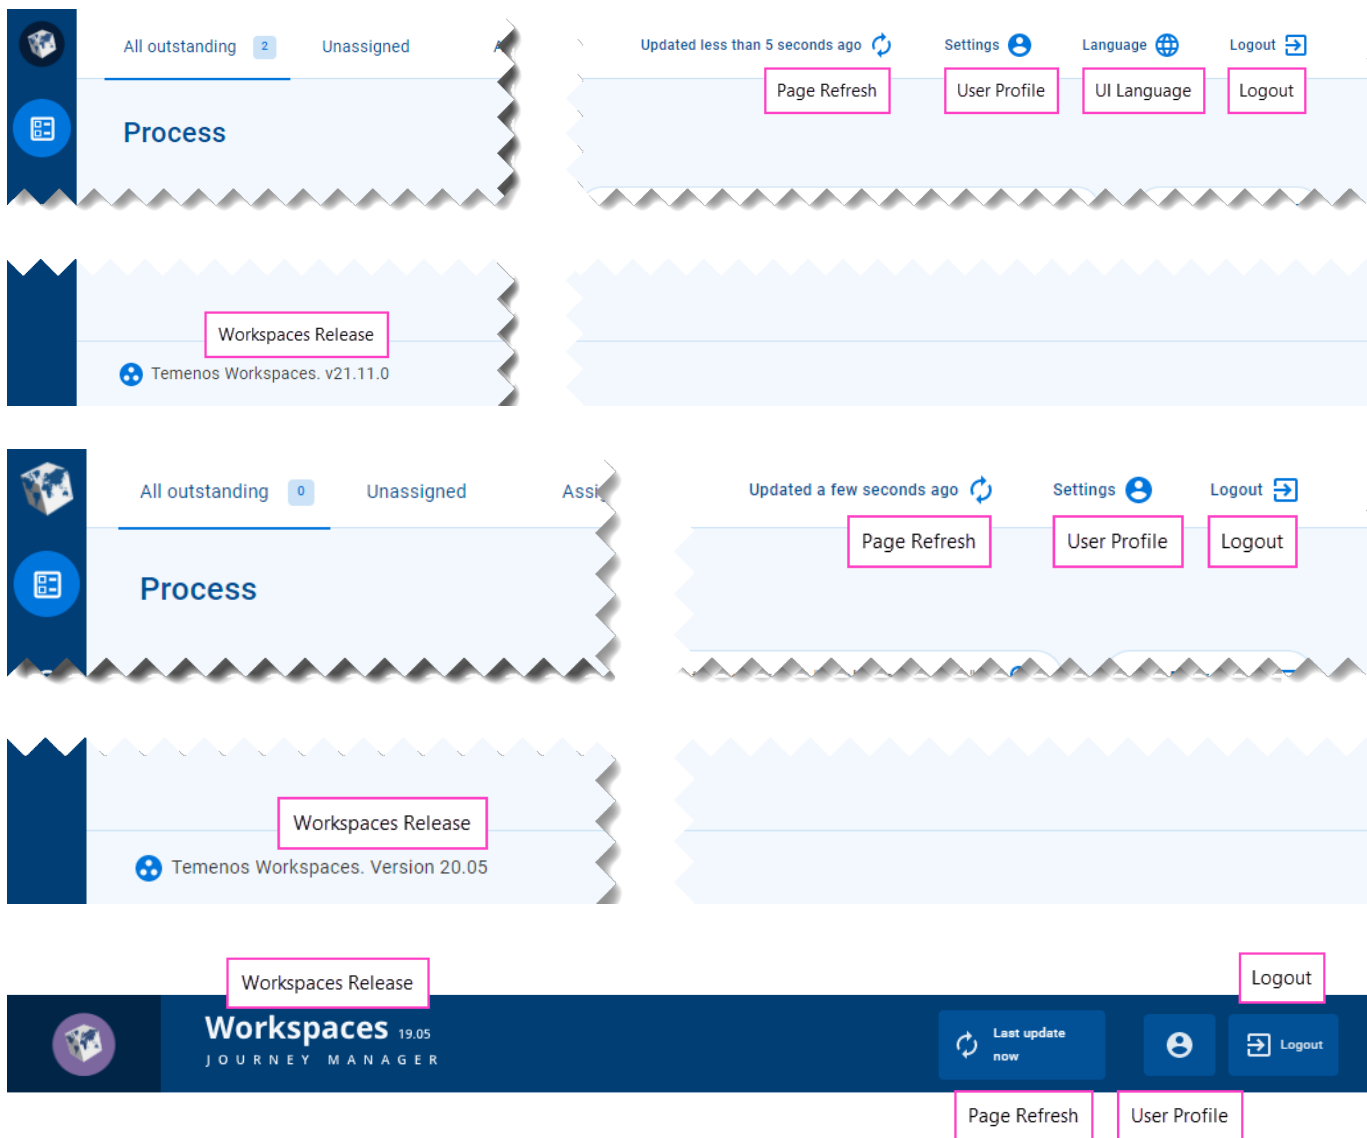 All outstanding 2 Unassigned
Updated less than 5 seconds ago Settings Language Logout
Page Refresh User Profile UI Language Logout
Process
Workspaces Release
Temenos Workspaces. v21.11.0
All outstanding 0 Unassigned Assi
Updated a few seconds ago Settings Logout
Page Refresh User Profile Logout
Process
Workspaces Release
Temenos Workspaces. Version 20.05
Workspaces Release Logout
Workspaces 19.05
JOURNEY MANAGER
Last update
now
Logout
Page Refresh User Profile